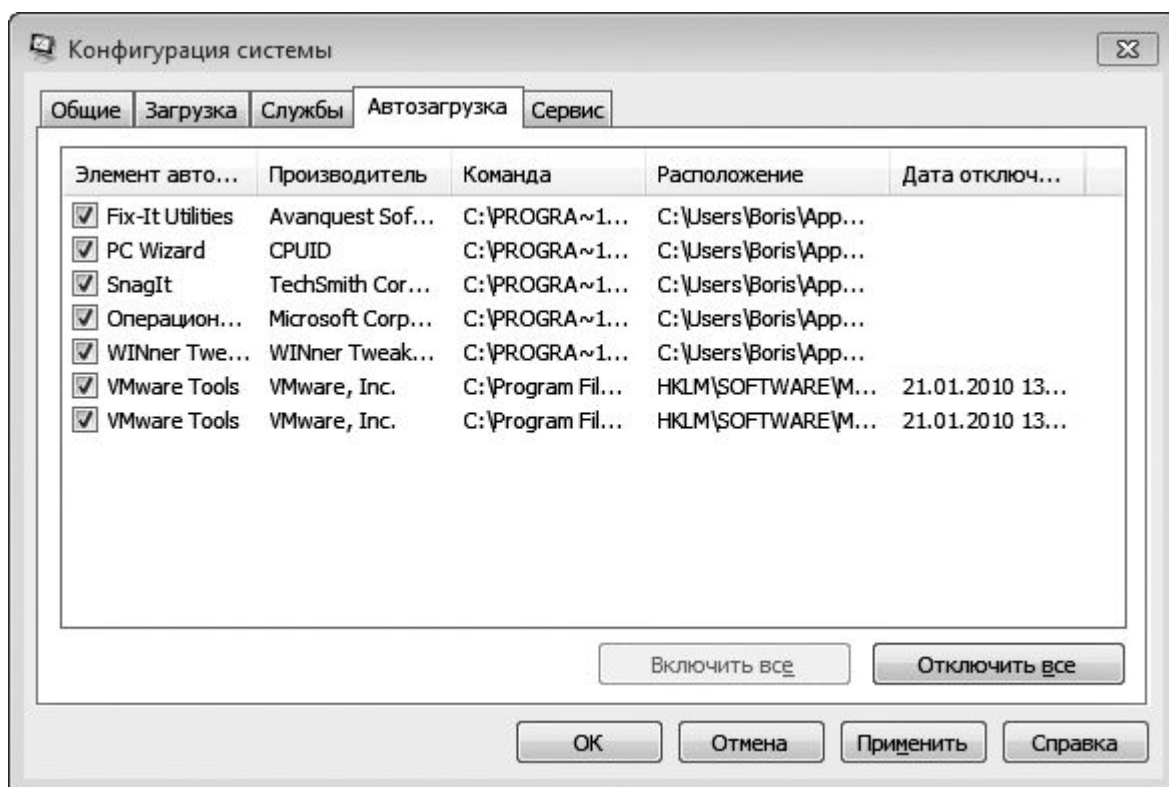 Конфигурация системы
Общие Загрузка Службы Автозагрузка Сервис
Элемент авто... Производитель Команда Расположение Дата отключ...
Fix-It Utilities Avanquest Sof... C:\PROGRA~1... C:\Users\Boris\App...
PC Wizard CPUID C:\PROGRA~1... C:\Users\Boris\App...
SnagIt TechSmith Cor... C:\PROGRA~1... C:\Users\Boris\App...
Операцион... Microsoft Corp... C:\PROGRA~1... C:\Users\Boris\App...
WINner Twe... WINner Tweak... C:\PROGRA~1... C:\Users\Boris\App...
VMware Tools VMware, Inc. C:\Program Fil... HKLM\SOFTWARE\M... 21.01.2010 13...
VMware Tools VMware, Inc. C:\Program Fil... HKLM\SOFTWARE\M... 21.01.2010 13...
Включить все Отключить все
ОК Отмена Применить Справка